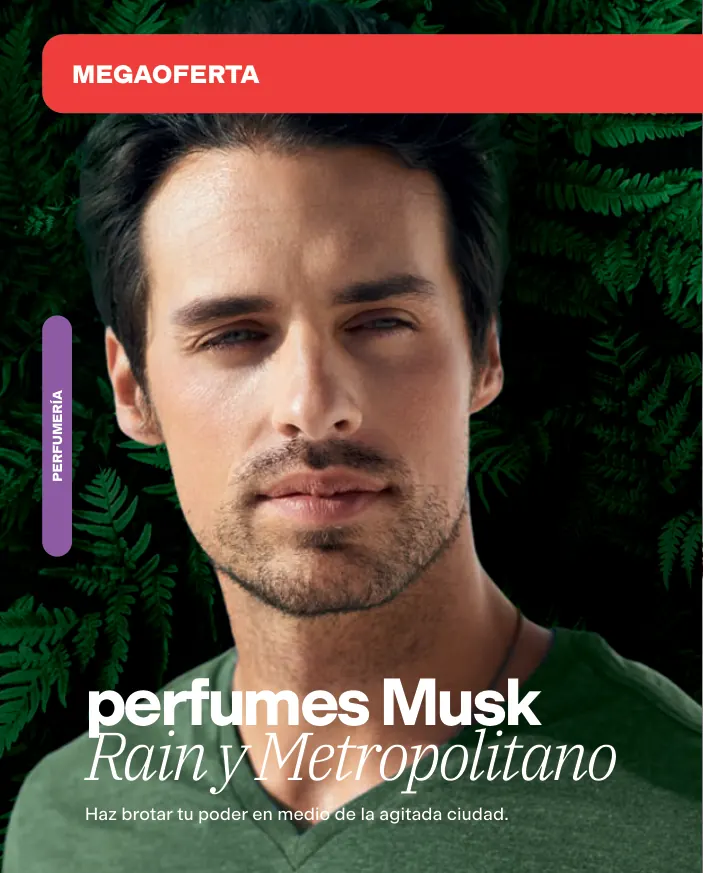 MEGAOFERTA
PERFUMERÍA
perfumes Musk
Rain y Metropolitano
Haz brotar tu poder en medio de la agitada ciudad.